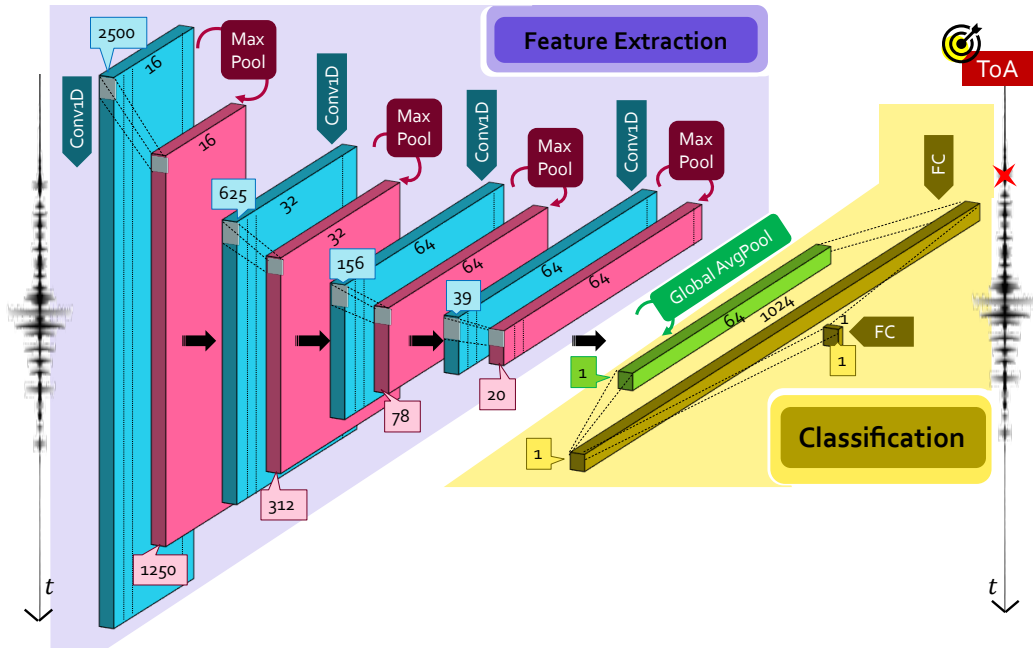 2500
16
Max
Pool
Conv1D
Feature Extraction
ToA
16
Conv1D
Max
Pool
Conv1D
Max
Pool
Conv1D
Max
Pool
FC
625
32
32
156
64
64
39
64
64
Global AvgPool
64
1024
1
FC
1
1
20
78
1
312
1250
Classification
t
t